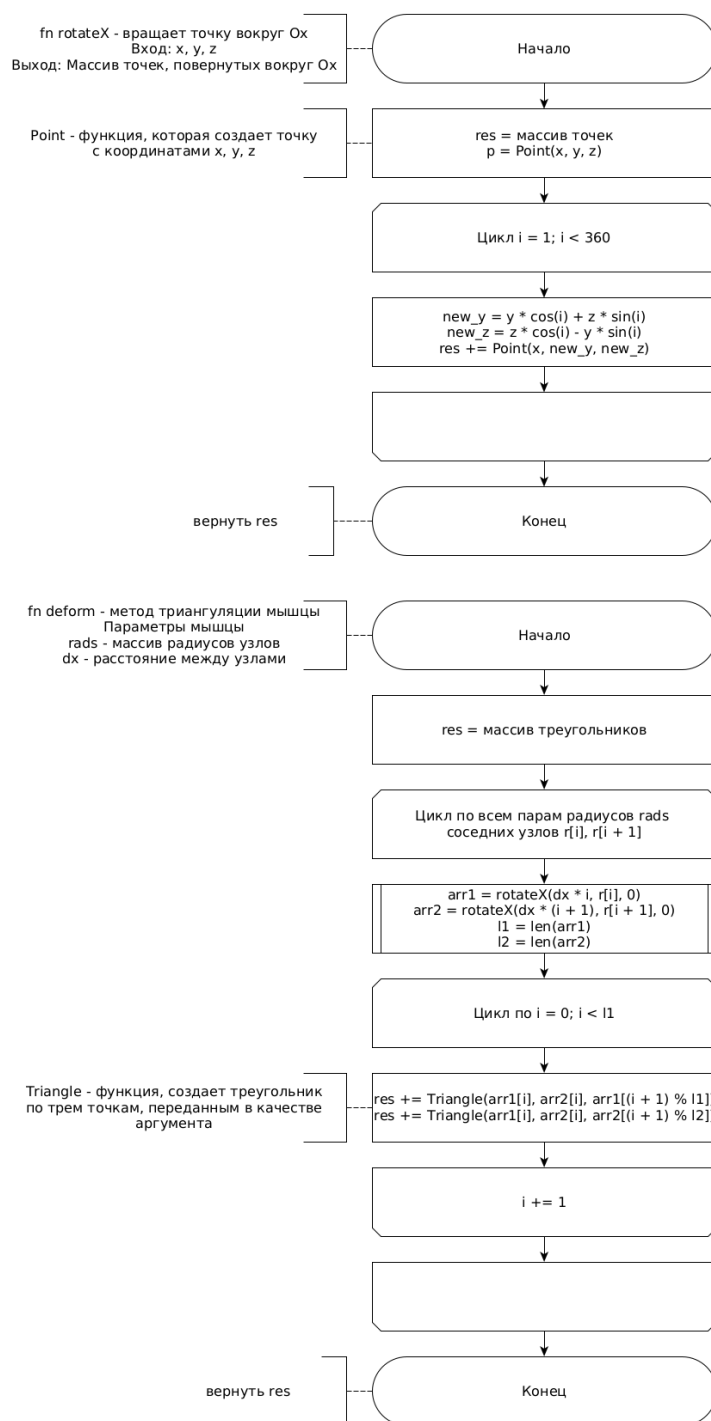 fn rotateX - вращает точку вокруг Ox
Вход: x, y, z
Выход: Массив точек, повернутых вокруг Ox
Начало
Point - функция, которая создает точку
с координатами x, y, z
res = массив точек
p = Point(x, y, z)
Цикл i = 1; i < 360
new_y = y * cos(i) + z * sin(i)
new_z = z * cos(i) - y * sin(i)
res += Point(x, new_y, new_z)
вернуть res
Конец
fn deform - метод триангуляции мышцы
Параметры мышцы
rads - массив радиусов узлов
dx - расстояние между узлами
Начало
res = массив треугольников
Цикл по всем парам радиусов rads
соседних узлов r[i], r[i + 1]
arr1 = rotateX(dx * i, r[i], 0)
arr2 = rotateX(dx * (i + 1), r[i + 1], 0)
l1 = len(arr1)
l2 = len(arr2)
Цикл по i = 0; i < l1
Triangle - функция, создает треугольник
по трем точкам, переданным в качестве
аргумента
res += Triangle(arr1[i], arr2[i], arr1[(i + 1) % l1])
res += Triangle(arr1[i], arr2[i], arr2[(i + 1) % l2])
i += 1
вернуть res
Конец